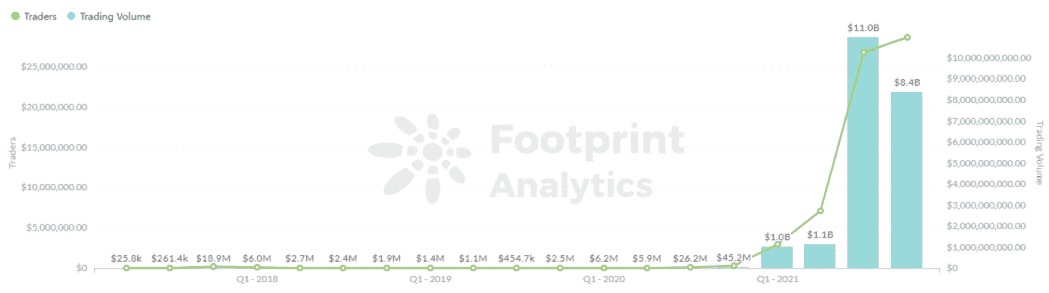 Traders Trading Volume
$11.0B
$25,000,000.00
$20,000,000.00
$15,000,000.00
$10,000,000.00
$5,000,000.00
$0
Traders
Footprint
Analytics
$25.8k $261.4k $18.9M $6.0M $2.7M $2.4M $1.9M $1.4M $1.1M $454.7k $2.5M $6.2M $5.9M $26.2M $45.2M $1.0B $1.1B
$8.4B
$10,000,000,000.00
$9,000,000,000.00
$8,000,000,000.00
$7,000,000,000.00
$6,000,000,000.00
$5,000,000,000.00
$4,000,000,000.00
$3,000,000,000.00
$2,000,000,000.00
$1,000,000,000.00
$0
Trading Volume
Q1 - 2018 Q1 - 2019 Q1 - 2020 Q1 - 2021